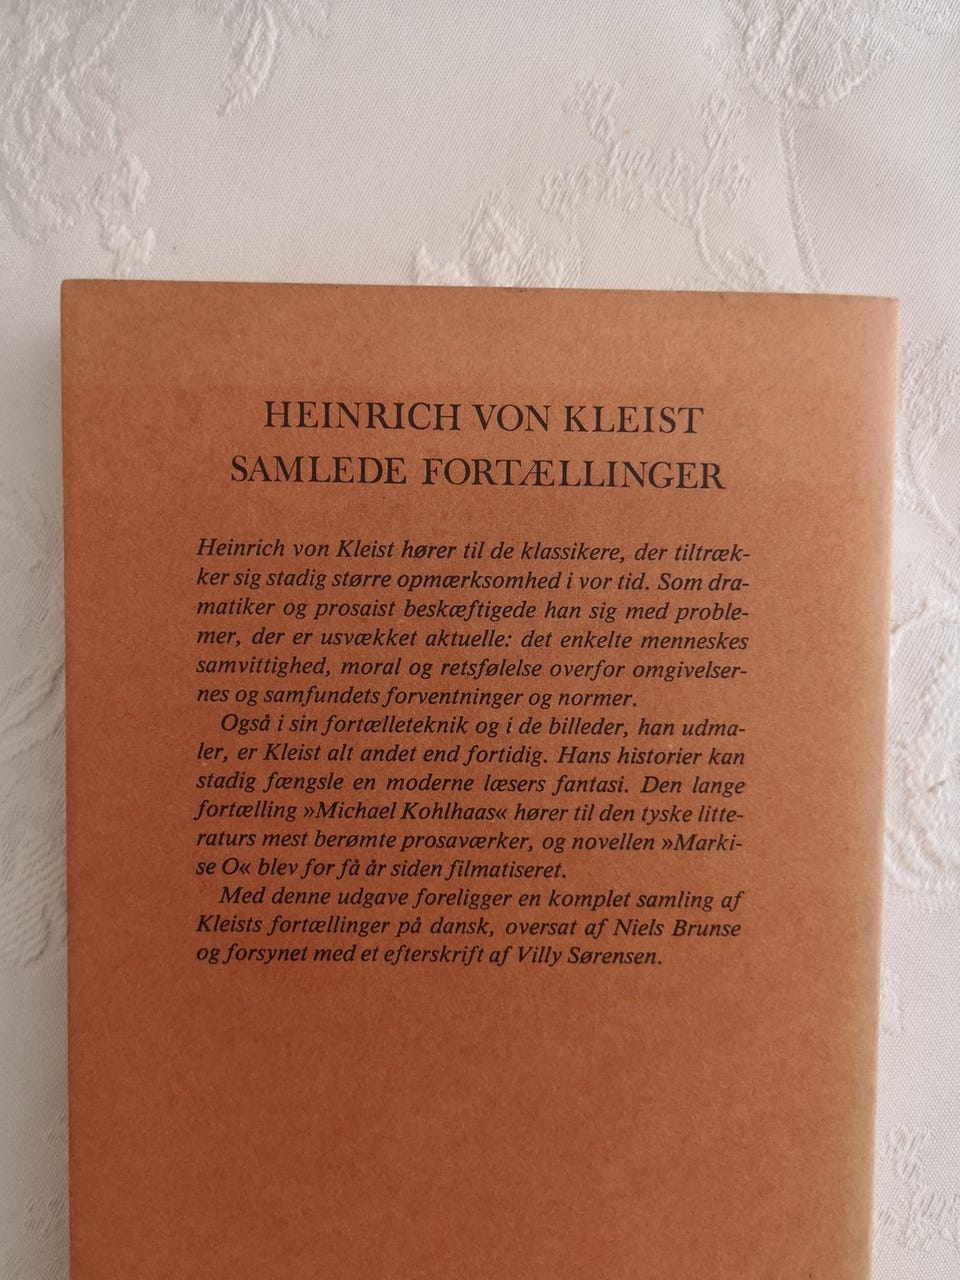 HEINRICH VON KLEIST
SAMLEDE FORTÆLLINGER
Heinrich von Kleist hører til de klassikere, der tiltræk-
ker sig stadig større opmærksomhed i vor tid. Som dra-
matiker og prosaist beskæftigede han sig med proble-
mer, der er usvækket aktuelle: det enkelte menneskes
samvittighed, moral og retsfølelse overfor omgivelser-
nes og samfundets forventninger og normer.
Også i sin fortælleteknik og i de billeder, han udma-
ler, er Kleist alt andet end fortidig. Hans historier kan
stadig fængsle en moderne læsers fantasi. Den lange
fortælling »Michael Kohlhaas« hører til den tyske litte-
raturs mest berømte prosaværker, og novellen »Marki-
se O« blev for få år siden filmatiseret.
Med denne udgave foreligger en komplet samling af
Kleists fortællinger på dansk, oversat af Niels Brunse
og forsynet med et efterskrift af Villy Sørensen.